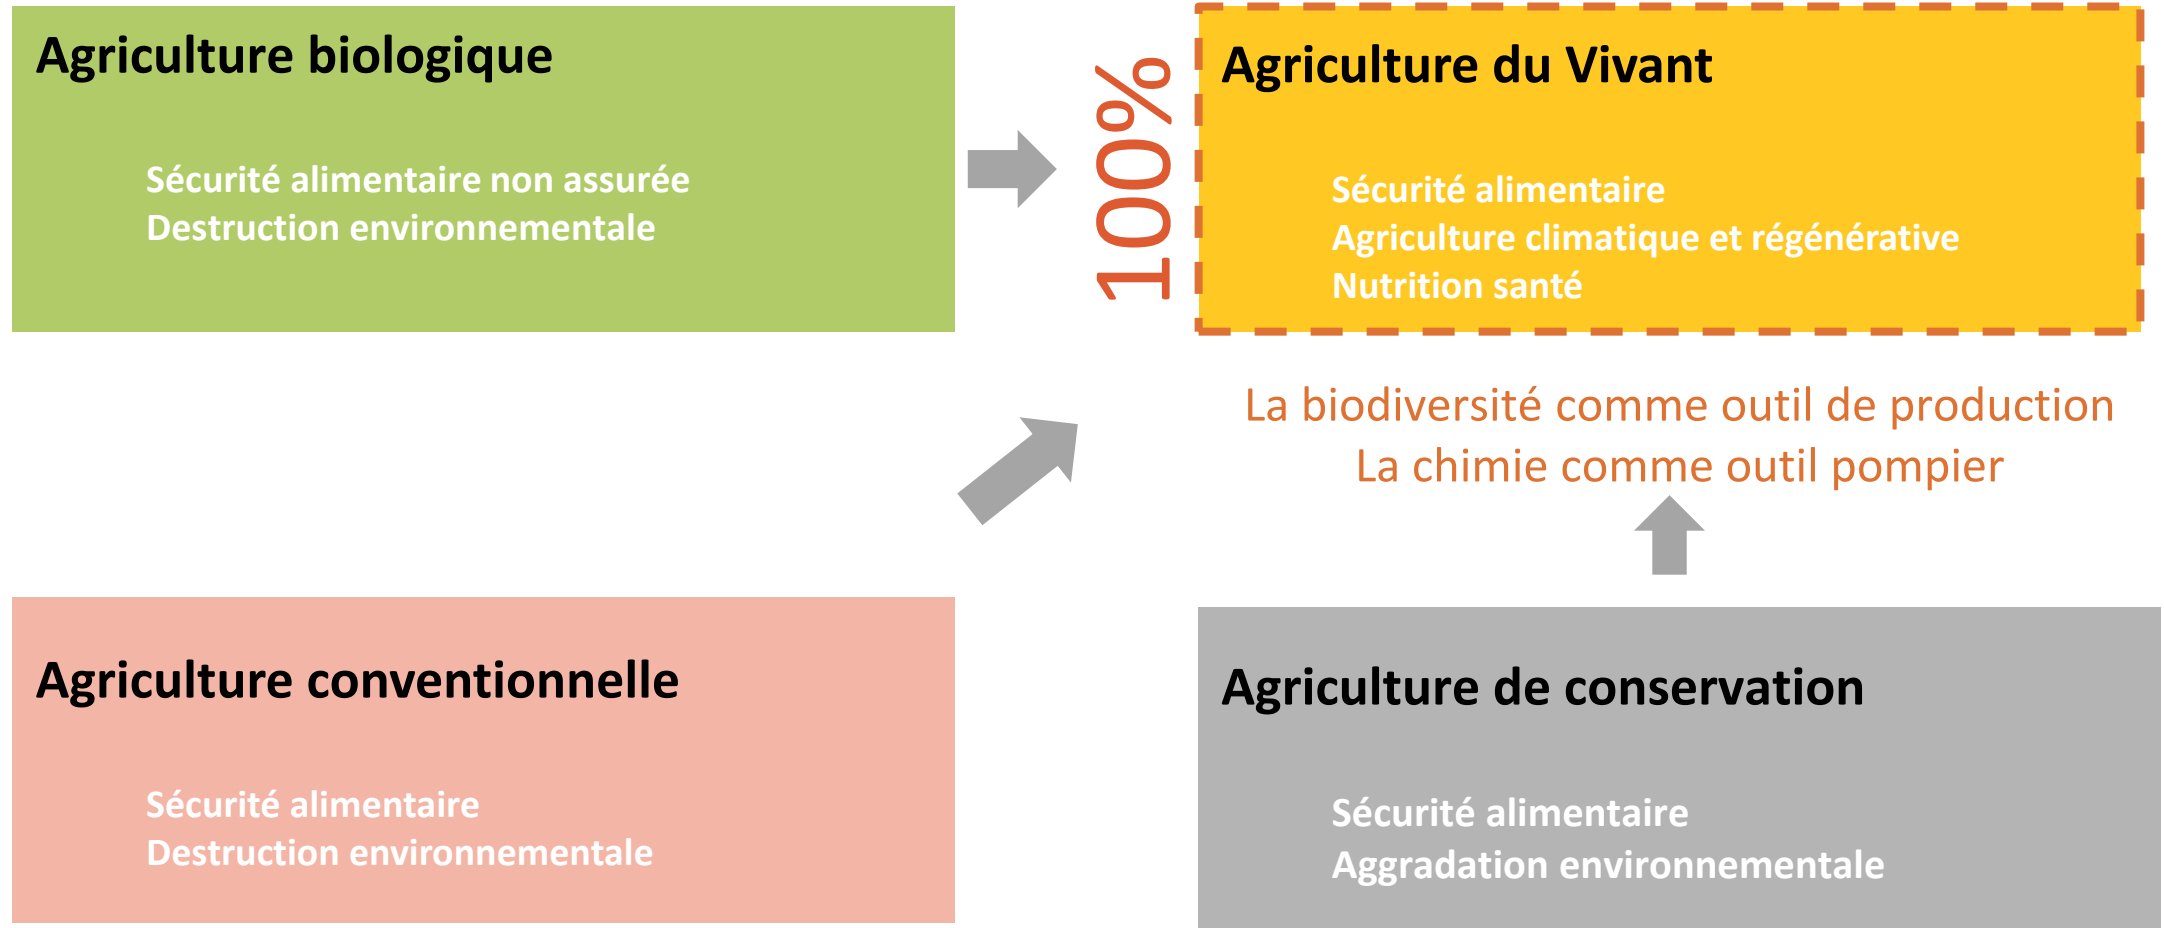 Agriculture biologique
Sécurité alimentaire non assurée
Destruction environnementale
100%
Agriculture du Vivant
Sécurité alimentaire
Agriculture climatique et régénérative
Nutrition santé
La biodiversité comme outil de production
La chimie comme outil pompier
Agriculture conventionnelle
Sécurité alimentaire
Destruction environnementale
Agriculture de conservation
Sécurité alimentaire
Aggradation environnementale